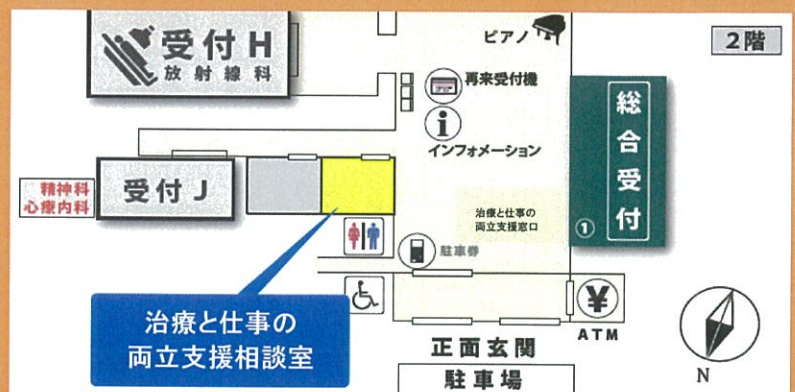 ピアノ
2階
受付H
放射線科
再来受付機
i
インフォメーション
総合受付
①
精神科
心療内科
受付J
治療と仕事の
両立支援窓口
駐車券
治療と仕事の
両立支援相談室
¥
ATM
正面玄関
駐車場
N